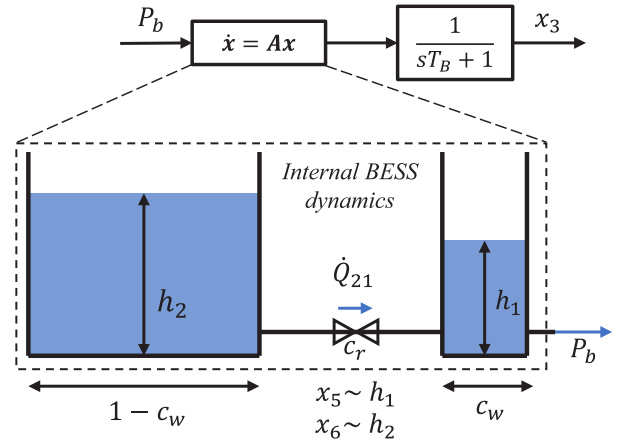 P_b
ẋ = Ax
1
sT_B + 1
x_3
Internal BESS
dynamics
Q̇_21
h_2
h_1
c_r
P_b
1 − c_w
x_5 ~ h_1
x_6 ~ h_2
c_w